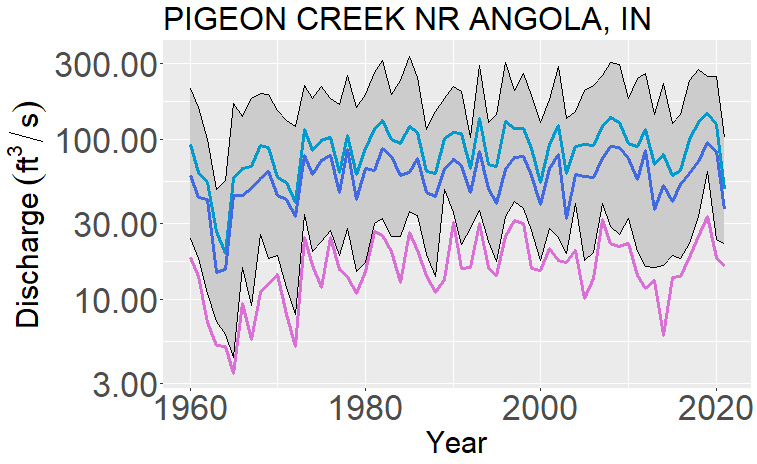 PIGEON CREEK NR ANGOLA, IN
Discharge (ft³/s)
300.00
100.00
30.00
10.00
3.00
1960 1980 2000 2020
Year